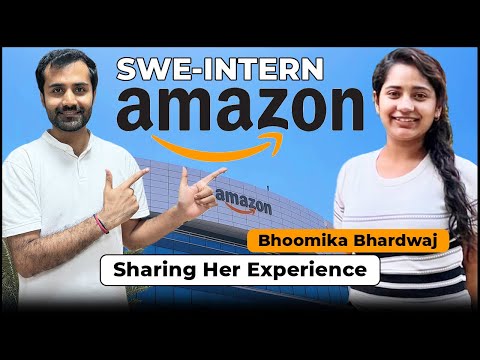 SWE-INTERN
amazon
amazon
Bhoomika Bhardwaj
Sharing Her Experience